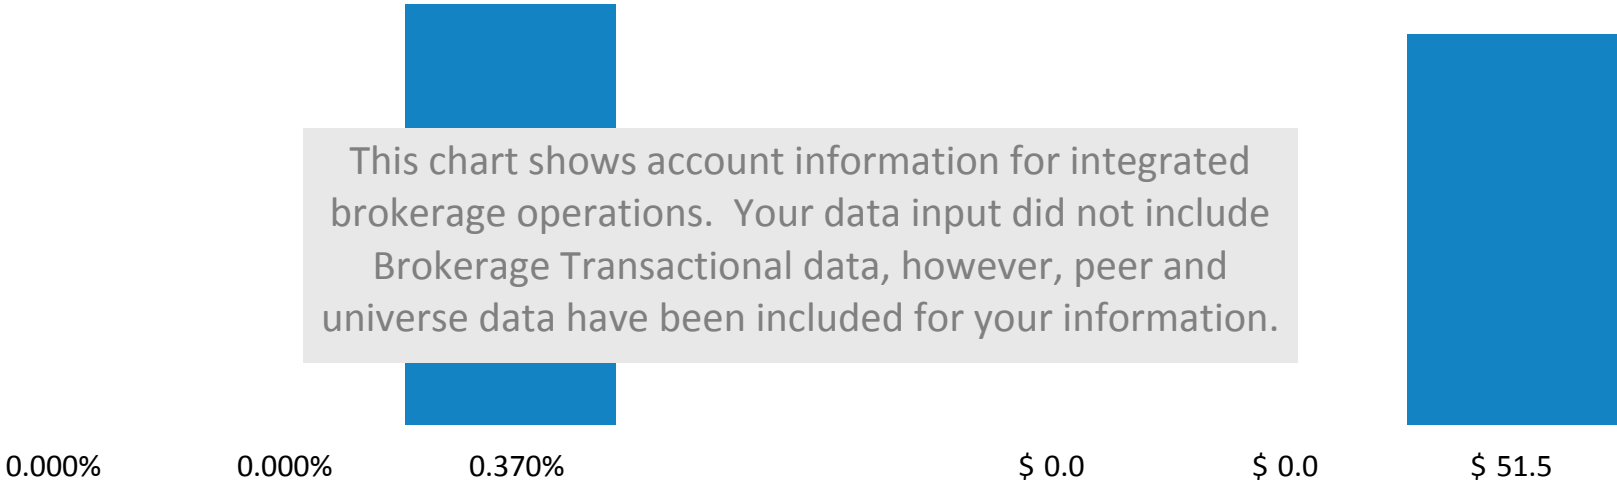 This chart shows account information for integrated
brokerage operations.  Your data input did not include
Brokerage Transactional data, however, peer and
universe data have been included for your information.
0.000% 0.000% 0.370% $ 0.0 $ 0.0 $ 51.5